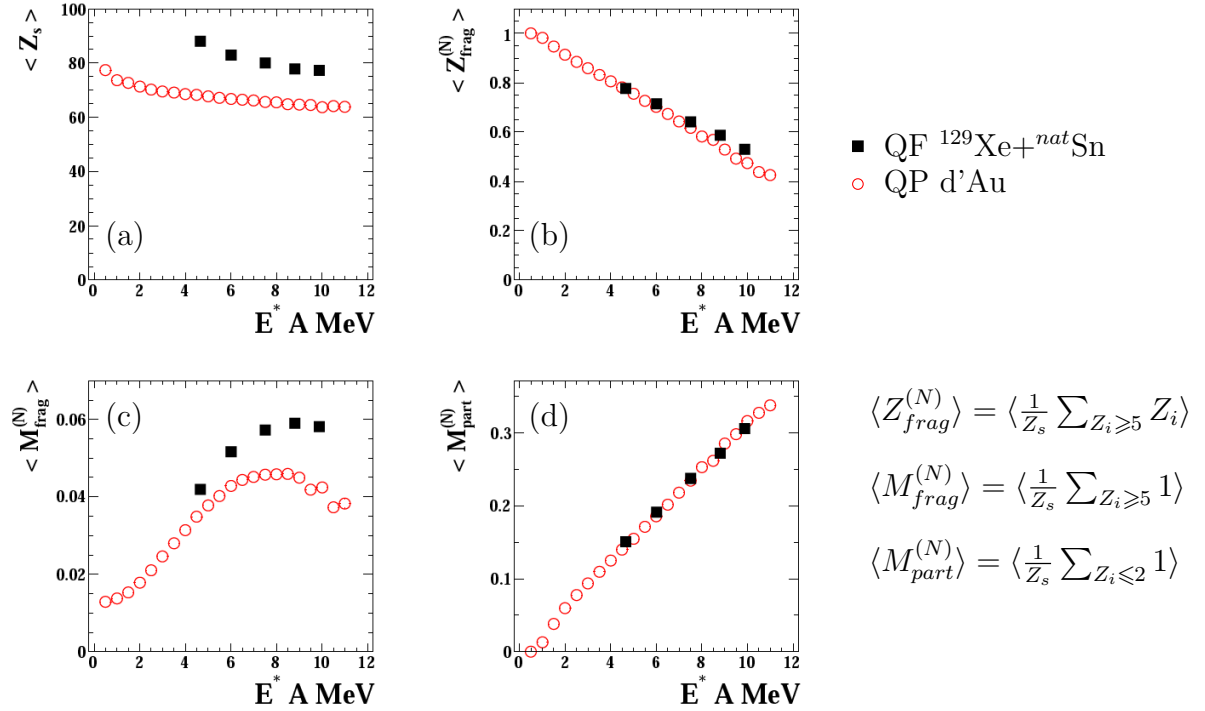 < Z_s >
100
80
60
40
20
0
(a)
0 2 4 6 8 10 12
E* A MeV
< Z_frag^(N) >
1
0.8
0.6
0.4
0.2
0
(b)
0 2 4 6 8 10 12
E* A MeV
■ QF ^129Xe+^natSn
○ QP d'Au
< M_frag^(N) >
0.06
0.04
0.02
0
(c)
0 2 4 6 8 10 12
E* A MeV
< M_part^(N) >
0.3
0.2
0.1
0
(d)
0 2 4 6 8 10 12
E* A MeV
⟨Z_frag^(N)⟩ = ⟨1/Z_s ∑_{Z_i⩾5} Z_i⟩
⟨M_frag^(N)⟩ = ⟨1/Z_s ∑_{Z_i⩾5} 1⟩
⟨M_part^(N)⟩ = ⟨1/Z_s ∑_{Z_i⩽2} 1⟩